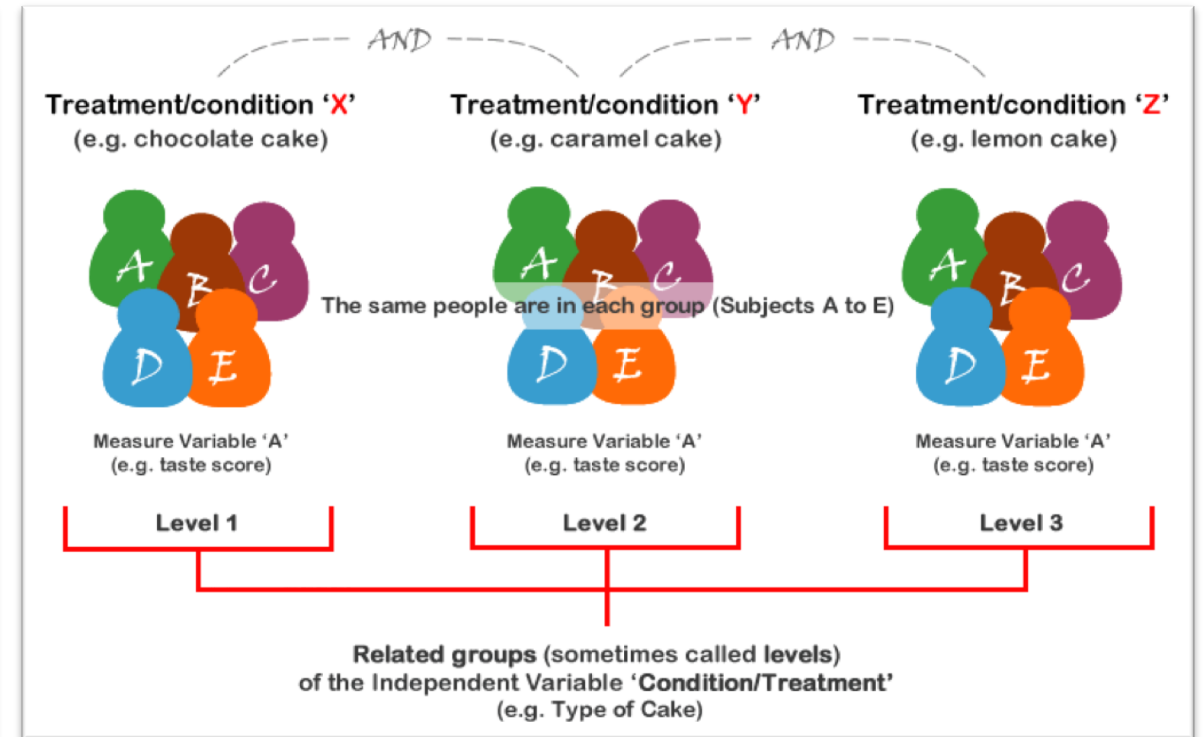 AND AND
Treatment/condition ‘X’ Treatment/condition ‘Y’ Treatment/condition ‘Z’
(e.g. chocolate cake) (e.g. caramel cake) (e.g. lemon cake)
A B C A B C A B C
The same people are in each group (Subjects A to E)
D E D E D E
Measure Variable ‘A’ Measure Variable ‘A’ Measure Variable ‘A’
(e.g. taste score) (e.g. taste score) (e.g. taste score)
Level 1 Level 2 Level 3
Related groups (sometimes called levels)
of the Independent Variable ‘Condition/Treatment’
(e.g. Type of Cake)